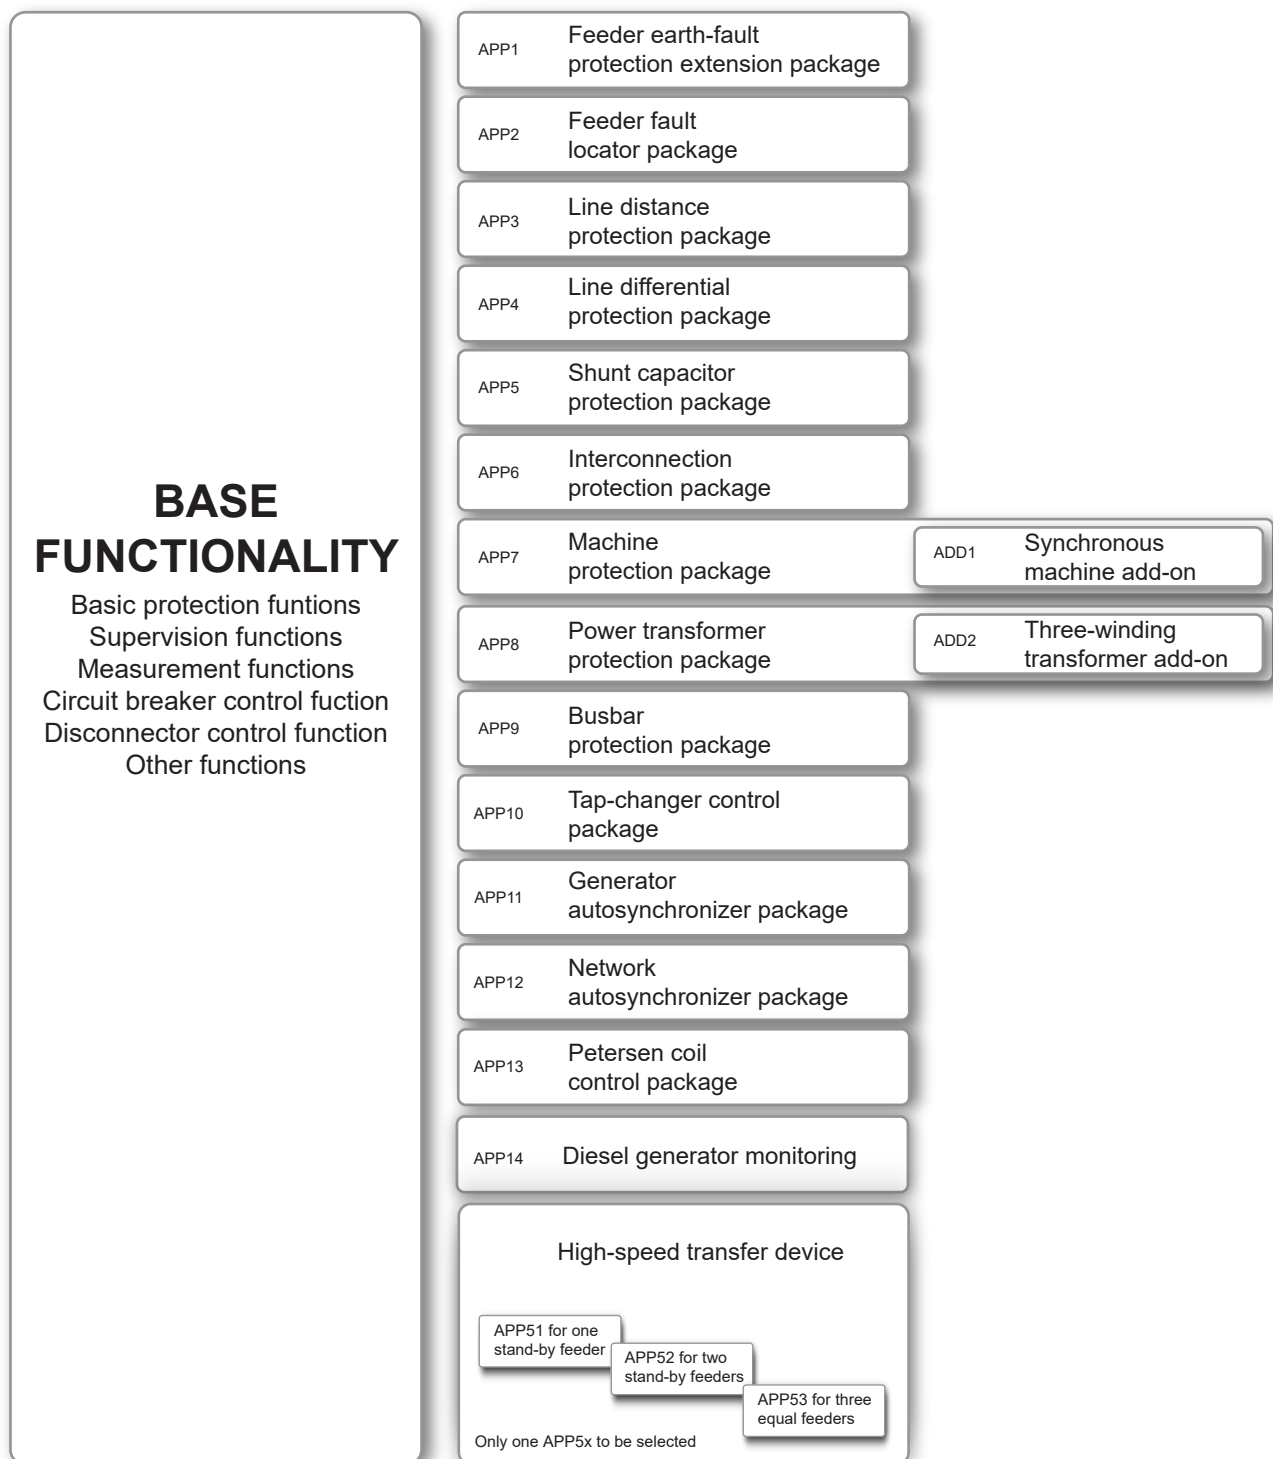 BASE
FUNCTIONALITY
Basic protection funtions
Supervision functions
Measurement functions
Circuit breaker control fuction
Disconnector control function
Other functions
APP1
Feeder earth-fault
protection extension package
APP2
Feeder fault
locator package
APP3
Line distance
protection package
APP4
Line differential
protection package
APP5
Shunt capacitor
protection package
APP6
Interconnection
protection package
APP7
Machine
protection package
ADD1
Synchronous
machine add-on
APP8
Power transformer
protection package
ADD2
Three-winding
transformer add-on
APP9
Busbar
protection package
APP10
Tap-changer control
package
APP11
Generator
autosynchronizer package
APP12
Network
autosynchronizer package
APP13
Petersen coil
control package
APP14
Diesel generator monitoring
High-speed transfer device
APP51 for one
stand-by feeder
APP52 for two
stand-by feeders
APP53 for three
equal feeders
Only one APP5x to be selected